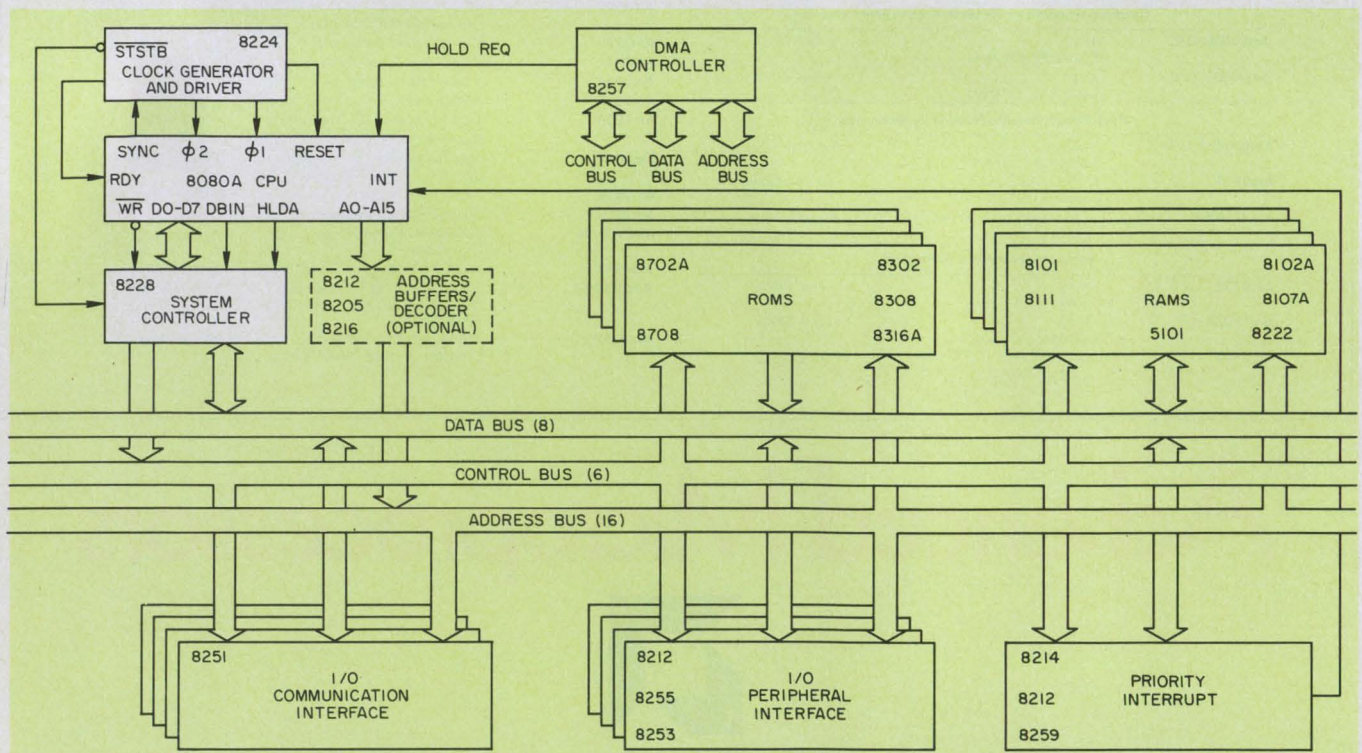 STSTB
8224
CLOCK GENERATOR
AND DRIVER
HOLD REQ
DMA
CONTROLLER
8257
CONTROL
BUS
DATA
BUS
ADDRESS
BUS
SYNC ϕ2 ϕ1 RESET
RDY 8080A CPU INT
WR DO-D7 DBIN HLDA AO-A15
8228
SYSTEM
CONTROLLER
8212
8205
8216
ADDRESS
BUFFERS/
DECODER
(OPTIONAL)
8702A 8302
ROMS 8308
8708 8316A
8101 8102A
8111 RAMS 8107A
5101 8222
DATA BUS (8)
CONTROL BUS (6)
ADDRESS BUS (16)
8251
I/O
COMMUNICATION
INTERFACE
8212
8255
8253
I/O
PERIPHERAL
INTERFACE
8214
8212
8259
PRIORITY
INTERRUPT